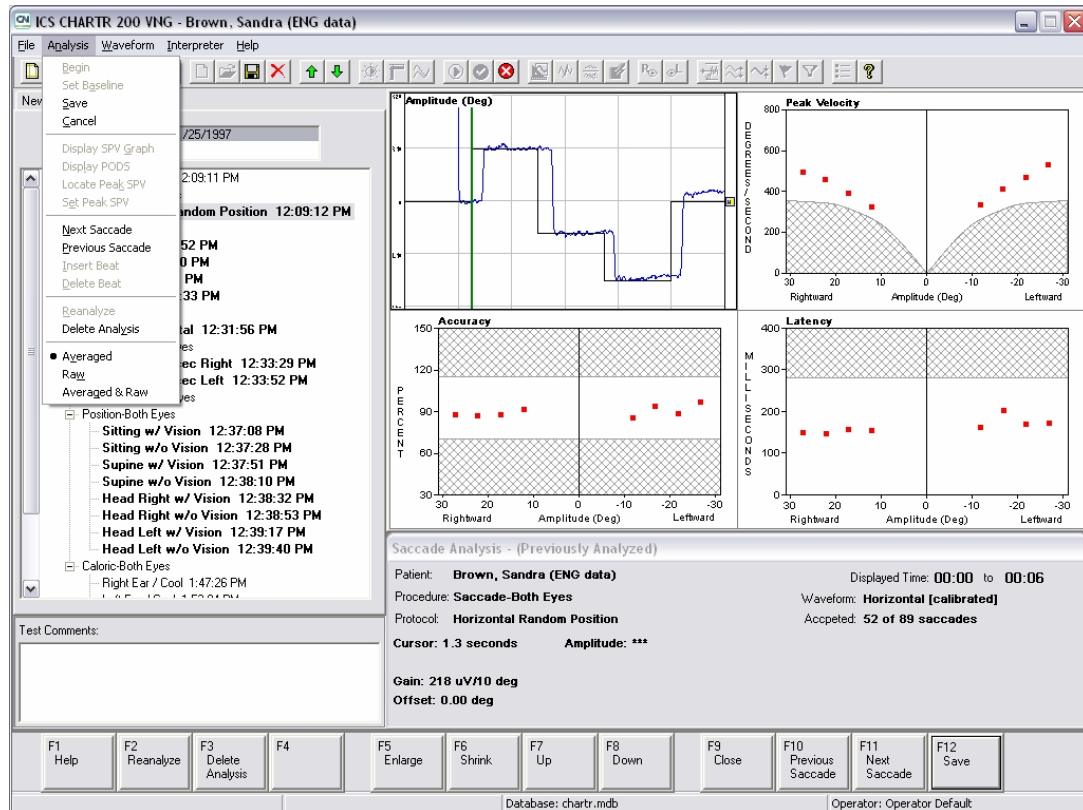 ICS CHARTR 200 VNG - Brown, Sandra (ENG data)
File Analysis Waveform Interpreter Help
Begin
Set Baseline
Save
Cancel
Display SPV Graph
Display PODS
Locate Peak SPV
Set Peak SPV
Next Saccade
Previous Saccade
Insert Beat
Delete Beat
Reanalyze
Delete Analysis
Averaged
Raw
Averaged & Raw
New
/25/1997
2:09:11 PM
andom Position 12:09:12 PM
52 PM
0 PM
PM
33 PM
tal 12:31:56 PM
es
ec Right 12:33:29 PM
ec Left 12:33:52 PM
es
Position-Both Eyes
Sitting w/ Vision 12:37:08 PM
Sitting w/o Vision 12:37:28 PM
Supine w/ Vision 12:37:51 PM
Supine w/o Vision 12:38:10 PM
Head Right w/ Vision 12:38:32 PM
Head Right w/o Vision 12:38:53 PM
Head Left w/ Vision 12:39:17 PM
Head Left w/o Vision 12:39:40 PM
Caloric-Both Eyes
Right Ear / Cool 1:47:26 PM
Test Comments:
Amplitude (Deg)
Peak Velocity
DEGREES/SECOND
800
600
400
200
0
30 20 10 0 -10 -20 -30
Rightward Amplitude (Deg) Leftward
Accuracy
PERCENT
150
120
90
60
30
30 20 10 0 -10 -20 -30
Rightward Amplitude (Deg) Leftward
Latency
MILLISECONDS
400
300
200
100
0
30 20 10 0 -10 -20 -30
Rightward Amplitude (Deg) Leftward
Saccade Analysis - (Previously Analyzed)
Patient: Brown, Sandra (ENG data) Displayed Time: 00:00 to 00:06
Procedure: Saccade-Both Eyes Waveform: Horizontal [calibrated]
Protocol: Horizontal Random Position Accpeted: 52 of 89 saccades
Cursor: 1.3 seconds Amplitude: ***
Gain: 218 uV/10 deg
Offset: 0.00 deg
F1 Help
F2 Reanalyze
F3 Delete Analysis
F4
F5 Enlarge
F6 Shrink
F7 Up
F8 Down
F9 Close
F10 Previous Saccade
F11 Next Saccade
F12 Save
Database: chartr.mdb Operator: Operator Default